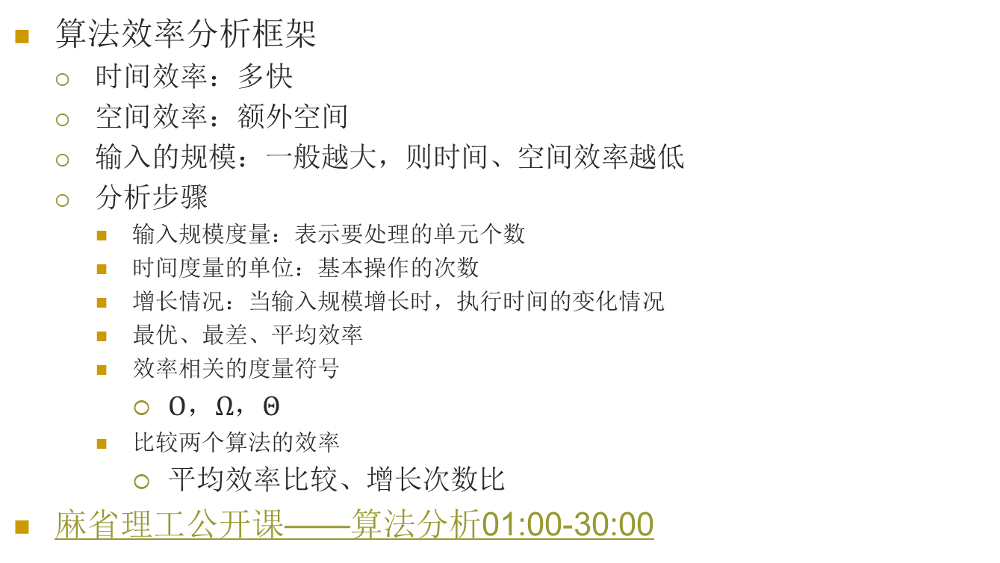 算法效率分析框架
时间效率：多快
空间效率：额外空间
输入的规模：一般越大，则时间、空间效率越低
分析步骤
输入规模度量：表示要处理的单元个数
时间度量的单位：基本操作的次数
增长情况：当输入规模增长时，执行时间的变化情况
最优、最差、平均效率
效率相关的度量符号
Ο，Ω，Θ
比较两个算法的效率
平均效率比较、增长次数比
麻省理工公开课——算法分析01:00-30:00